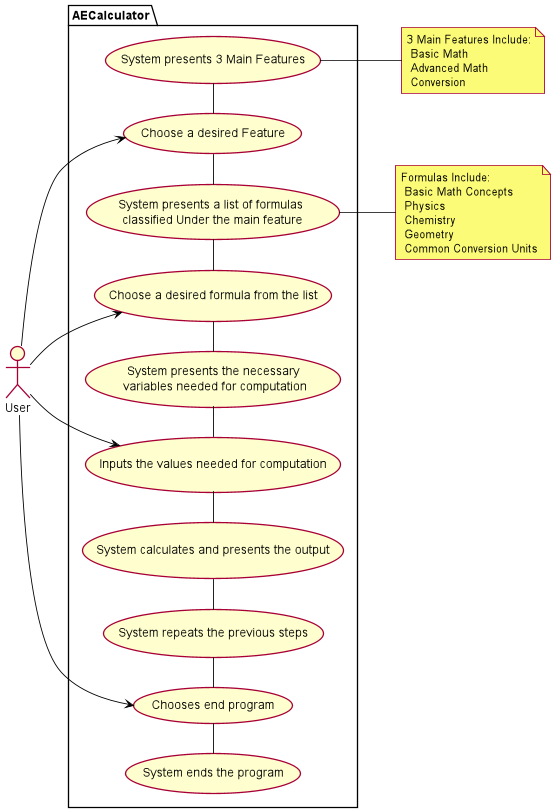 AECalculator
System presents 3 Main Features
3 Main Features Include:
Basic Math
Advanced Math
Conversion
Choose a desired Feature
System presents a list of formulas
classified Under the main feature
Formulas Include:
Basic Math Concepts
Physics
Chemistry
Geometry
Common Conversion Units
Choose a desired formula from the list
System presents the necessary
variables needed for computation
User
Inputs the values needed for computation
System calculates and presents the output
System repeats the previous steps
Chooses end program
System ends the program